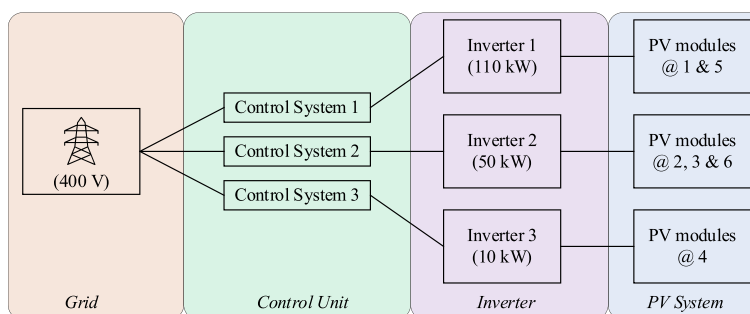 (400 V)
Grid
Control System 1
Control System 2
Control System 3
Control Unit
Inverter 1
(110 kW)
Inverter 2
(50 kW)
Inverter 3
(10 kW)
Inverter
PV modules
@ 1 & 5
PV modules
@ 2, 3 & 6
PV modules
@ 4
PV System